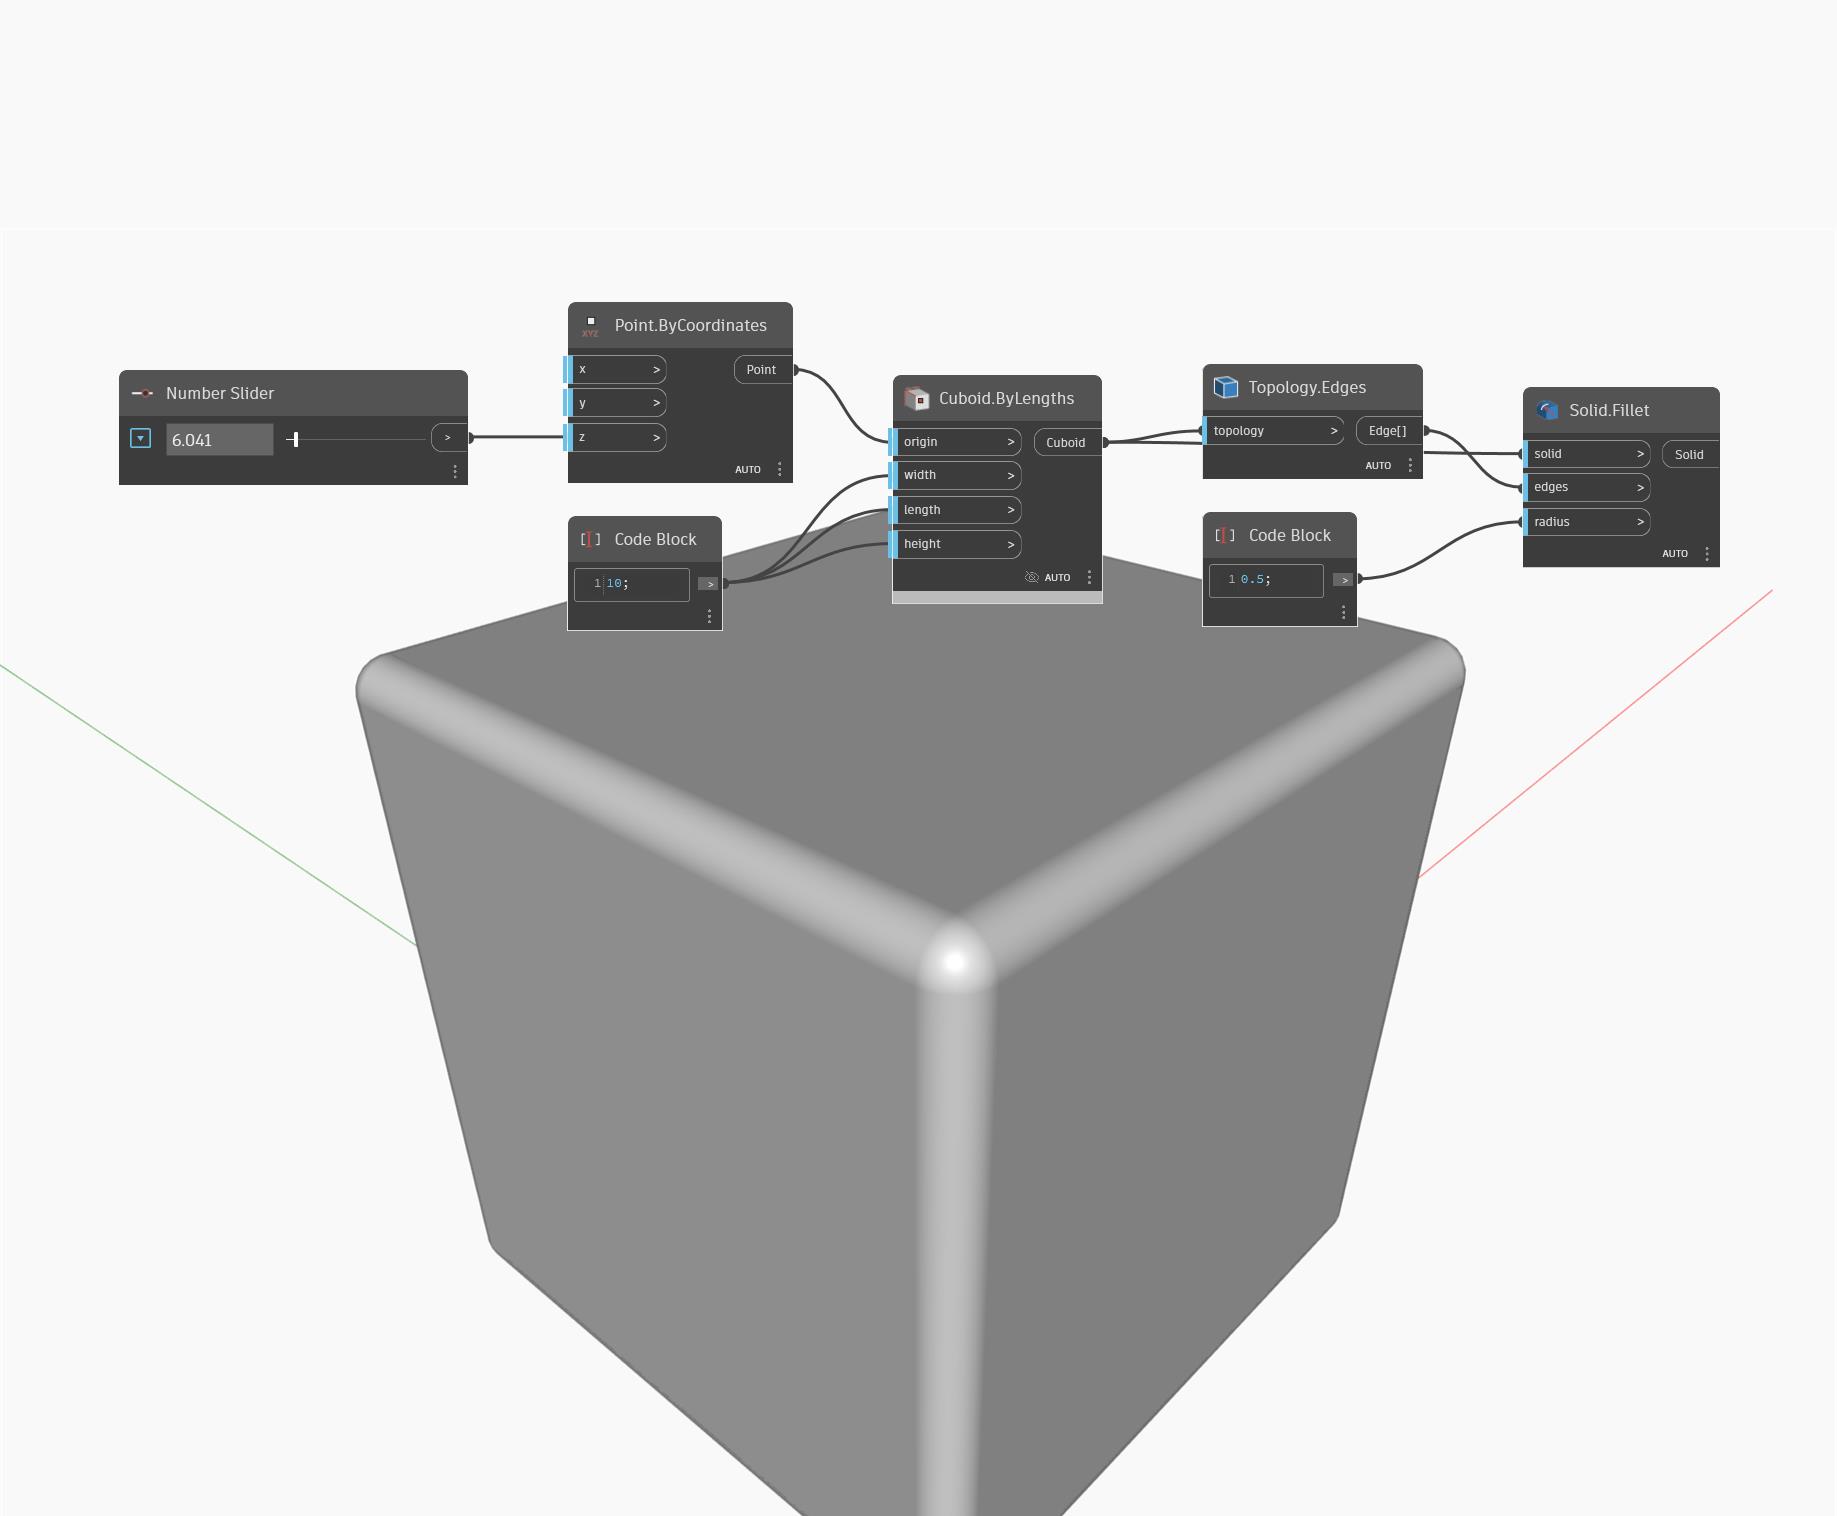 Number Slider
6.041
>
XYZ
Point.ByCoordinates
x >
Point
y >
z >
AUTO
[I] Code Block
1 10;
>
Cuboid.ByLengths
origin >
Cuboid
width >
length >
height >
AUTO
Topology.Edges
topology >
Edge[]
AUTO
[I] Code Block
1 0.5;
>
Solid.Fillet
solid >
Solid
edges >
radius >
AUTO